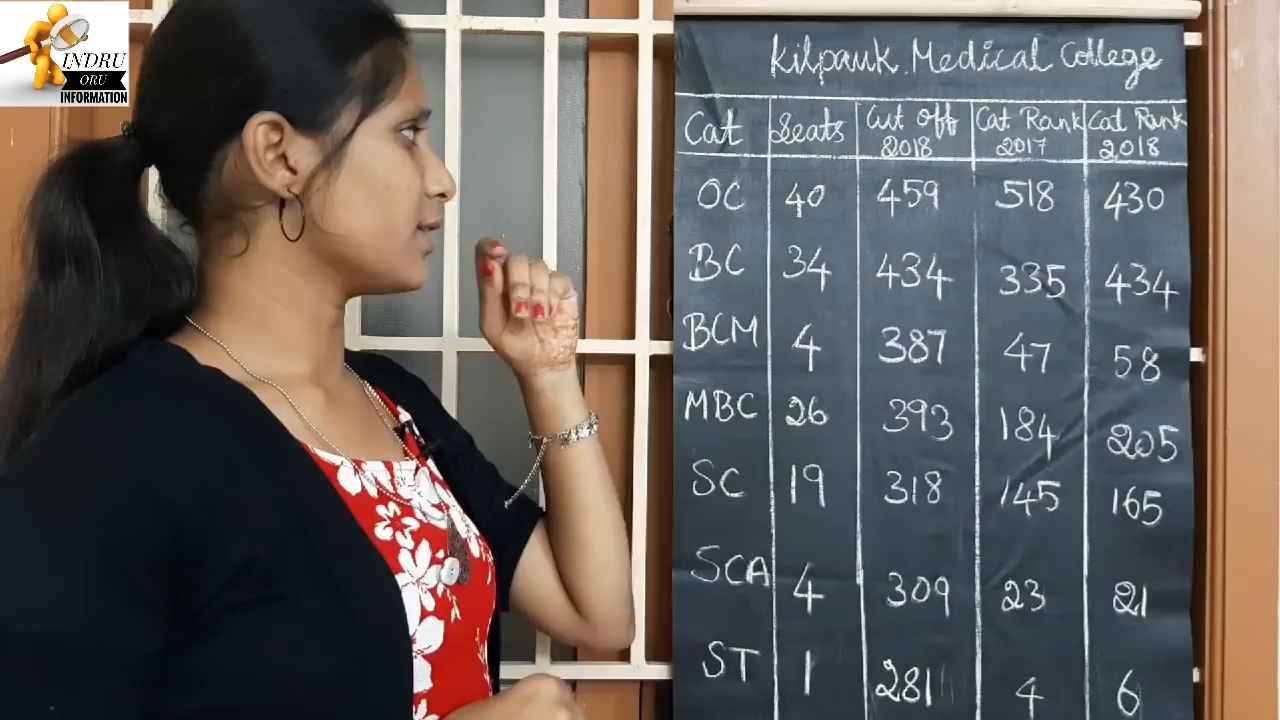 INDRU
ORU
INFORMATION
Kilpauk Medical College
Cat Seats Cut off 2018 Cat Rank 2017 Cat Rank 2018
OC 40 459 518 430
BC 34 434 335 434
BCM 4 387 47 58
MBC 26 393 184 205
SC 19 318 145 165
SCA 4 309 23 21
ST 1 281 4 6